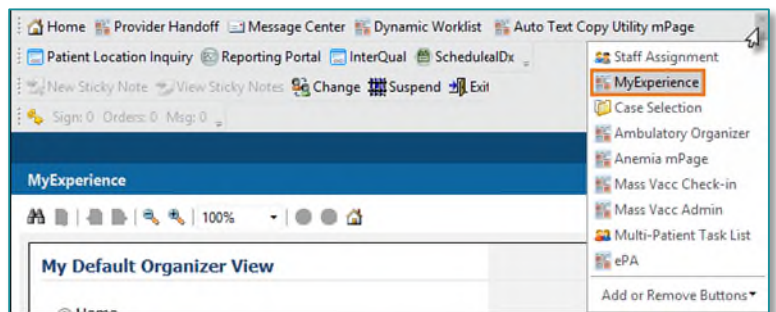 Home Provider Handoff Message Center Dynamic Worklist Auto Text Copy Utility mPage
Patient Location Inquiry Reporting Portal InterQual SchedulealDx
New Sticky Note View Sticky Notes Change Suspend Exit
Sign: 0 Orders: 0 Msg: 0
Staff Assignment
MyExperience
Case Selection
Ambulatory Organizer
Anemia mPage
Mass Vacc Check-in
Mass Vacc Admin
Multi-Patient Task List
ePA
Add or Remove Buttons
MyExperience
100%
My Default Organizer View
Home